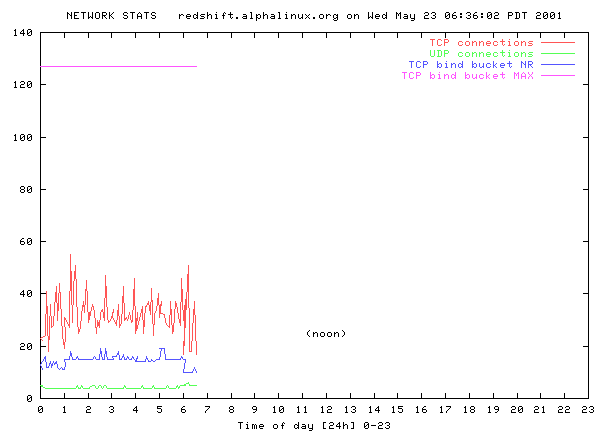 NETWORK STATS   redshift.alphalinux.org on Wed May 23 06:36:02 PDT 2001
140
TCP connections
UDP connections
TCP bind bucket NR
TCP bind bucket MAX
120
100
80
60
40
(noon)
20
0
0 1 2 3 4 5 6 7 8 9 10 11 12 13 14 15 16 17 18 19 20 21 22 23
Time of day [24h] 0-23